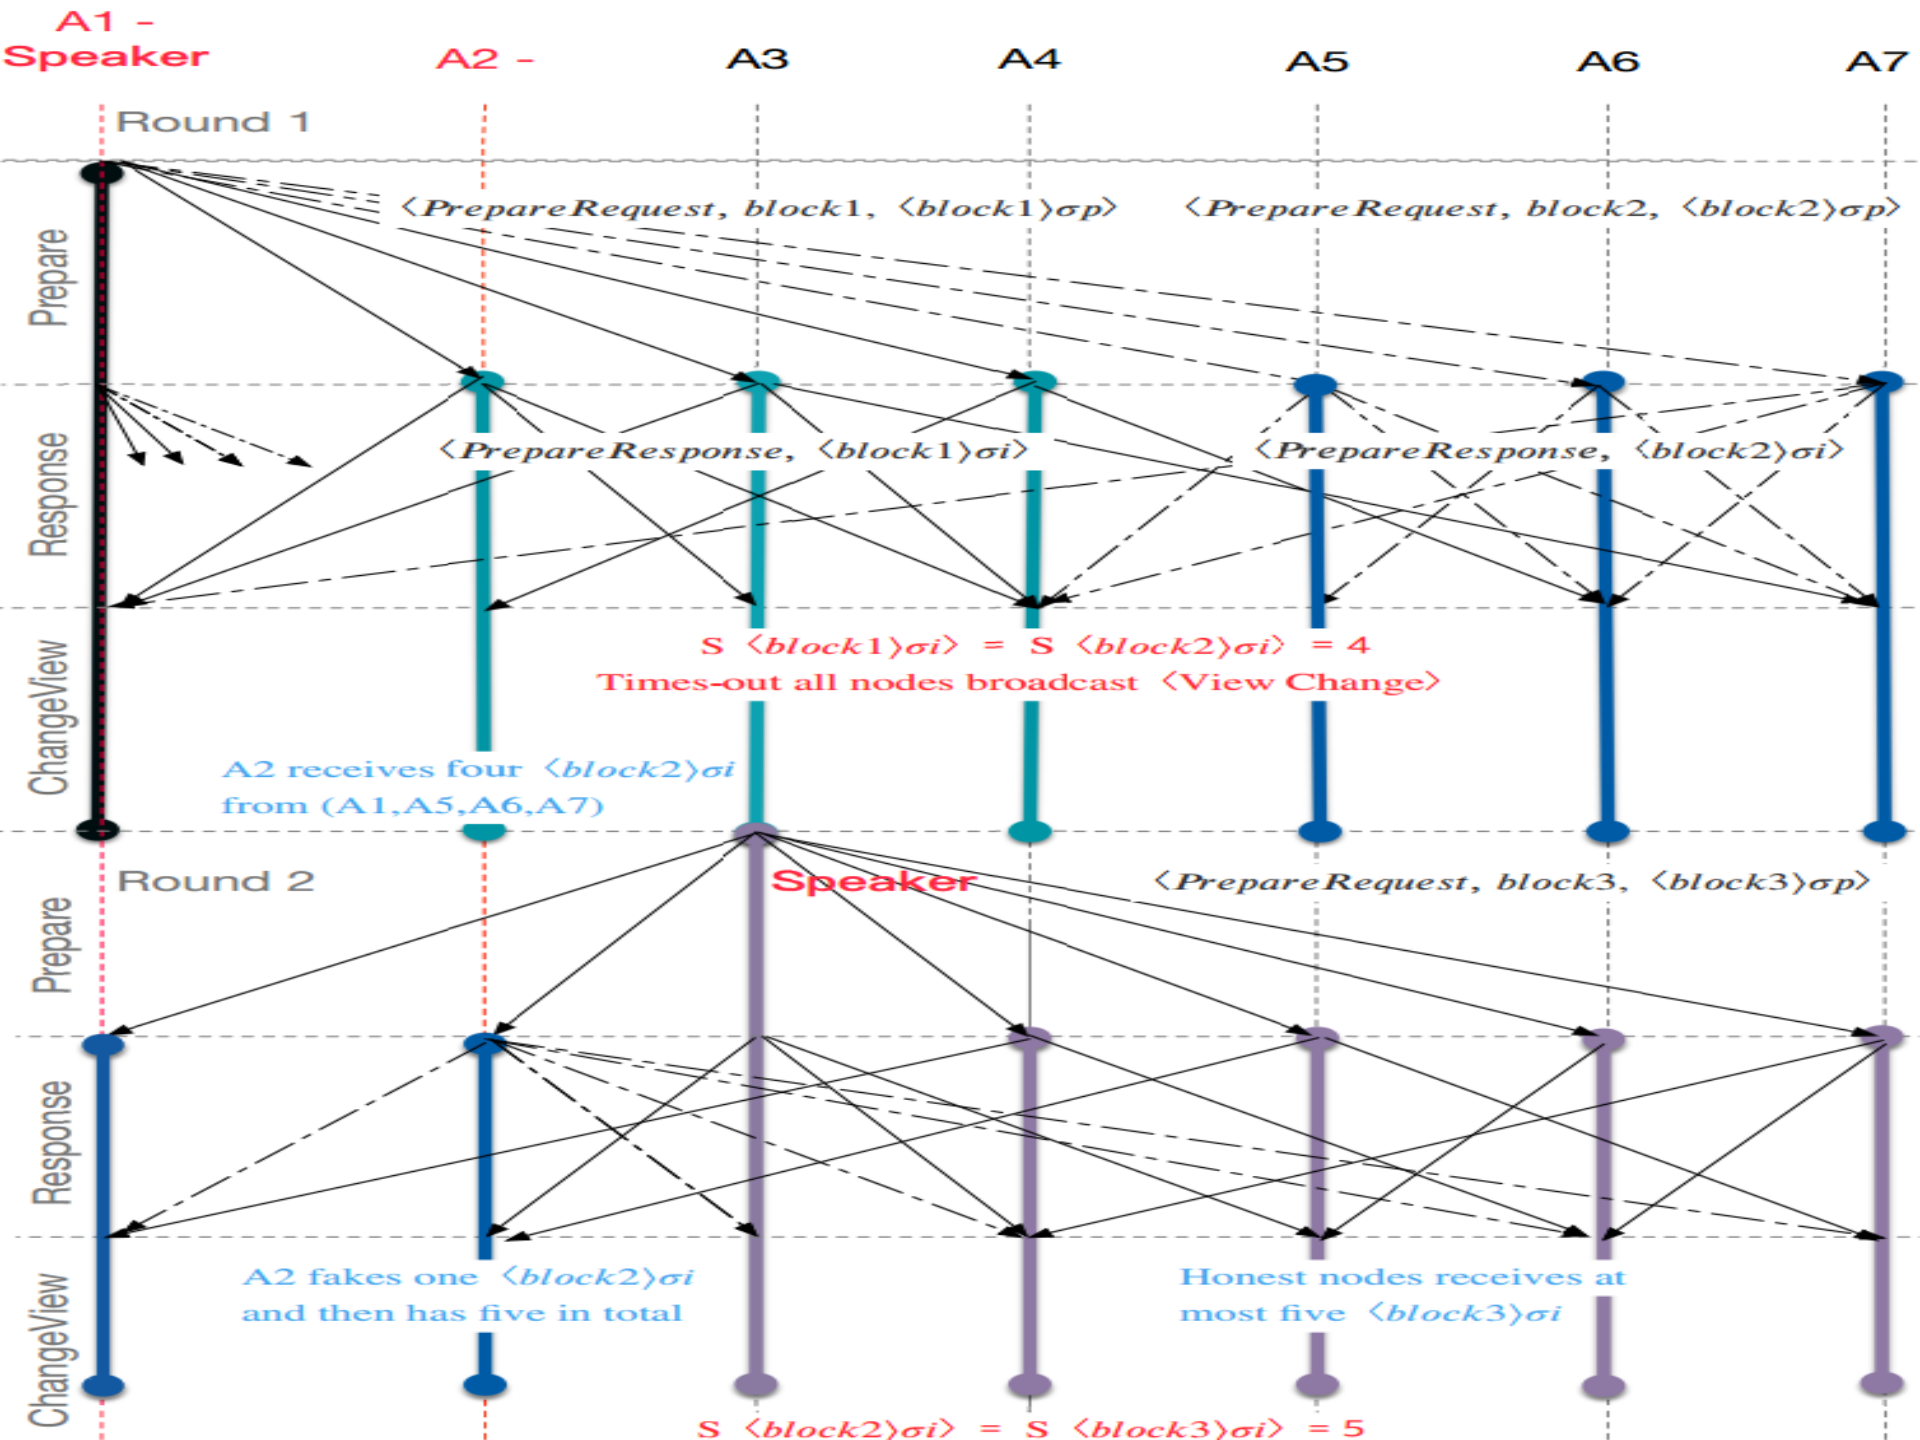 A1 -
Speaker
A2 -
A3
A4
A5
A6
A7
Round 1
Prepare
⟨PrepareRequest, block1, ⟨block1⟩σp⟩
⟨PrepareRequest, block2, ⟨block2⟩σp⟩
Response
⟨PrepareResponse, ⟨block1⟩σi⟩
⟨PrepareResponse, ⟨block2⟩σi⟩
ChangeView
S ⟨block1⟩σi⟩ = S ⟨block2⟩σi⟩ = 4
Times-out all nodes broadcast ⟨View Change⟩
A2 receives four ⟨block2⟩σi
from (A1,A5,A6,A7)
Round 2
Speaker
⟨PrepareRequest, block3, ⟨block3⟩σp⟩
Prepare
Response
ChangeView
A2 fakes one ⟨block2⟩σi
and then has five in total
Honest nodes receives at
most five ⟨block3⟩σi
S ⟨block2⟩σi⟩ = S ⟨block3⟩σi⟩ = 5